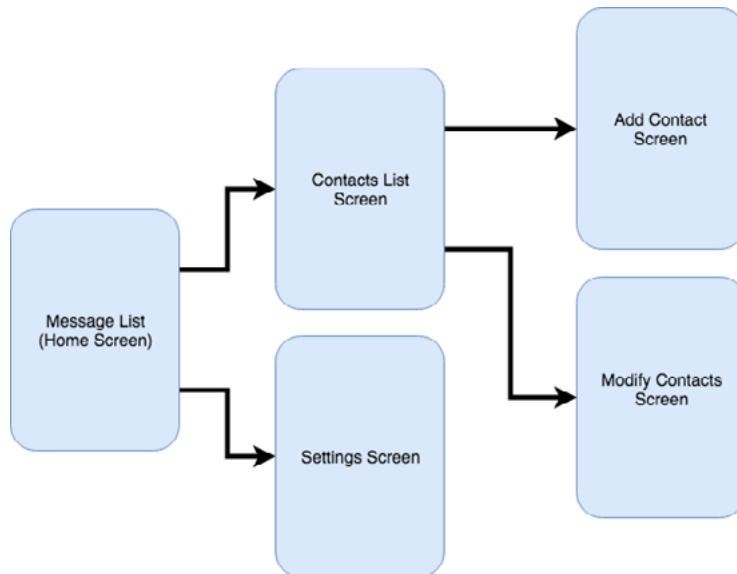 Message List
(Home Screen)
Contacts List
Screen
Settings Screen
Add Contact
Screen
Modify Contacts
Screen